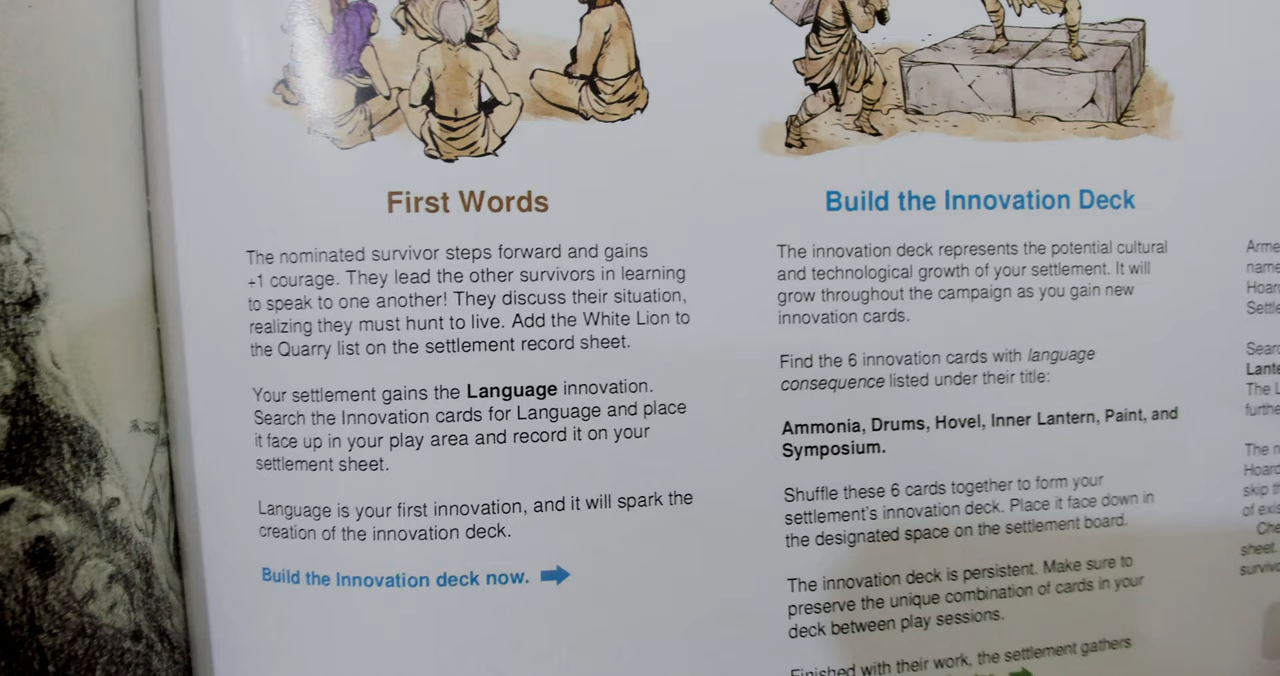 First Words
The nominated survivor steps forward and gains
+1 courage. They lead the other survivors in learning
to speak to one another! They discuss their situation,
realizing they must hunt to live. Add the White Lion to
the Quarry list on the settlement record sheet.
Your settlement gains the Language innovation.
Search the Innovation cards for Language and place
it face up in your play area and record it on your
settlement sheet.
Language is your first innovation, and it will spark the
creation of the innovation deck.
Build the Innovation deck now.
Build the Innovation Deck
The innovation deck represents the potential cultural
and technological growth of your settlement. It will
grow throughout the campaign as you gain new
innovation cards.
Find the 6 innovation cards with language
consequence listed under their title:
Ammonia, Drums, Hovel, Inner Lantern, Paint, and
Symposium.
Shuffle these 6 cards together to form your
settlement's innovation deck. Place it face down in
the designated space on the settlement board.
The innovation deck is persistent. Make sure to
preserve the unique combination of cards in your
deck between play sessions.
Finished with their work, the settlement gathers
The
of
sheet.